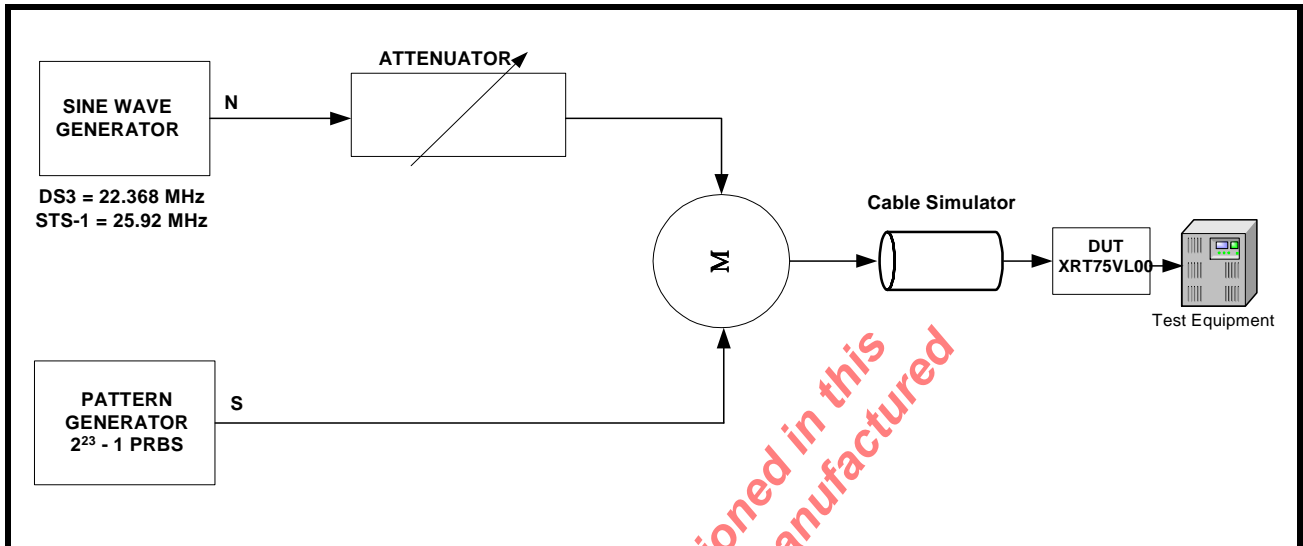 ATTENUATOR
SINE WAVE
GENERATOR
N
DS3 = 22.368 MHz
STS-1 = 25.92 MHz
M
Cable Simulator
DUT
XRT75VL00
Test Equipment
PATTERN
GENERATOR
2²³ - 1 PRBS
S
ioned in this
anufactured